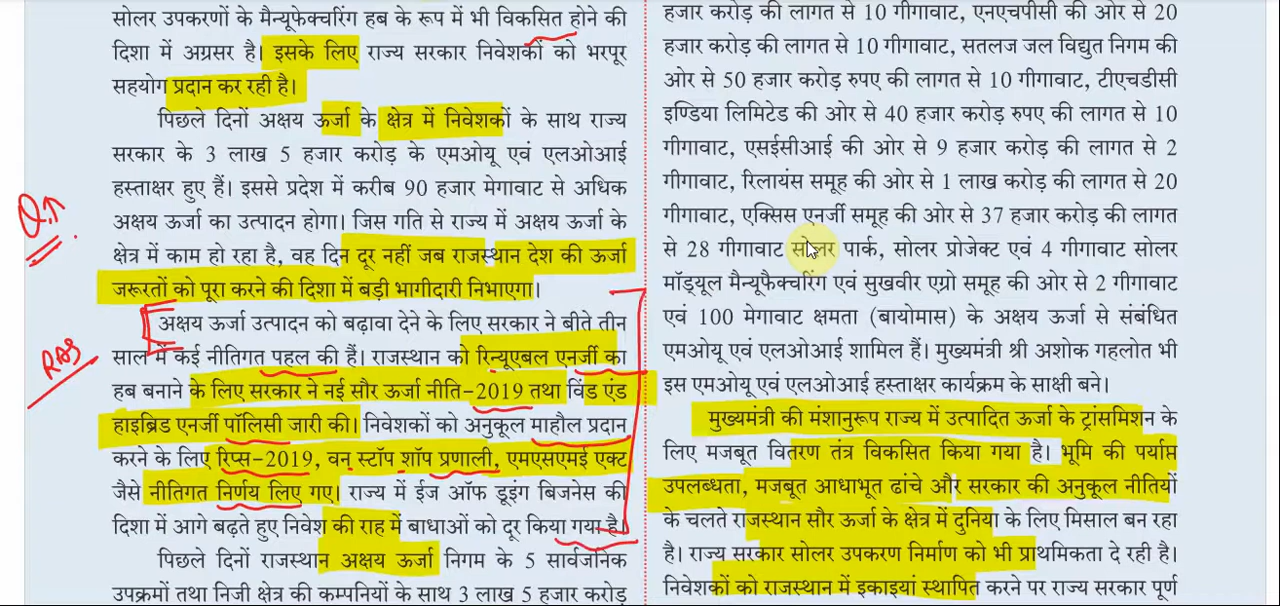 सोलर उपकरणों के मैन्यूफेक्चरिंग हब के रूप में भी विकसित होने की
दिशा में अग्रसर है। इसके लिए राज्य सरकार निवेशकों को भरपूर
सहयोग प्रदान कर रही है।
पिछले दिनों अक्षय ऊर्जा के क्षेत्र में निवेशकों के साथ राज्य
सरकार के 3 लाख 5 हजार करोड़ के एमओयू एवं एलओआई
हस्ताक्षर हुए हैं। इससे प्रदेश में करीब 90 हजार मेगावाट से अधिक
अक्षय ऊर्जा का उत्पादन होगा। जिस गति से राज्य में अक्षय ऊर्जा के
क्षेत्र में काम हो रहा है, वह दिन दूर नहीं जब राजस्थान देश की ऊर्जा
जरूरतों को पूरा करने की दिशा में बड़ी भागीदारी निभाएगा।
अक्षय ऊर्जा उत्पादन को बढ़ावा देने के लिए सरकार ने बीते तीन
साल में कई नीतिगत पहल की हैं। राजस्थान को रिन्यूएबल एनर्जी का
हब बनाने के लिए सरकार ने नई सौर ऊर्जा नीति-2019 तथा विंड एंड
हाइब्रिड एनर्जी पॉलिसी जारी की। निवेशकों को अनुकूल माहौल प्रदान
करने के लिए रिप्स-2019, वन स्टॉप शॉप प्रणाली, एमएसएमई एक्ट
जैसे नीतिगत निर्णय लिए गए। राज्य में ईज ऑफ डूइंग बिजनेस की
दिशा में आगे बढ़ते हुए निवेश की राह में बाधाओं को दूर किया गया है।
पिछले दिनों राजस्थान अक्षय ऊर्जा निगम के 5 सार्वजनिक
उपक्रमों तथा निजी क्षेत्र की कम्पनियों के साथ 3 लाख 5 हजार करोड़
Q.
RAS
हजार करोड़ की लागत से 10 गीगावाट, एनएचपीसी की ओर से 20
हजार करोड़ की लागत से 10 गीगावाट, सतलज जल विद्युत निगम की
ओर से 50 हजार करोड़ रुपए की लागत से 10 गीगावाट, टीएचडीसी
इण्डिया लिमिटेड की ओर से 40 हजार करोड़ रुपए की लागत से 10
गीगावाट, एसईसीआई की ओर से 9 हजार करोड़ की लागत से 2
गीगावाट, रिलायंस समूह की ओर से 1 लाख करोड़ की लागत से 20
गीगावाट, एक्सिस एनर्जी समूह की ओर से 37 हजार करोड़ की लागत
से 28 गीगावाट सोलर पार्क, सोलर प्रोजेक्ट एवं 4 गीगावाट सोलर
मॉड्यूल मैन्यूफैक्चरिंग एवं सुखवीर एग्रो समूह की ओर से 2 गीगावाट
एवं 100 मेगावाट क्षमता (बायोमास) के अक्षय ऊर्जा से संबंधित
एमओयू एवं एलओआई शामिल हैं। मुख्यमंत्री श्री अशोक गहलोत भी
इस एमओयू एवं एलओआई हस्ताक्षर कार्यक्रम के साक्षी बने।
मुख्यमंत्री की मंशानुरूप राज्य में उत्पादित ऊर्जा के ट्रांसमिशन के
लिए मजबूत वितरण तंत्र विकसित किया गया है। भूमि की पर्याप्त
उपलब्धता, मजबूत आधाभूत ढांचे और सरकार की अनुकूल नीतियों
के चलते राजस्थान सौर ऊर्जा के क्षेत्र में दुनिया के लिए मिसाल बन रहा
है। राज्य सरकार सोलर उपकरण निर्माण को भी प्राथमिकता दे रही है।
निवेशकों को राजस्थान में इकाइयां स्थापित करने पर राज्य सरकार पूर्ण